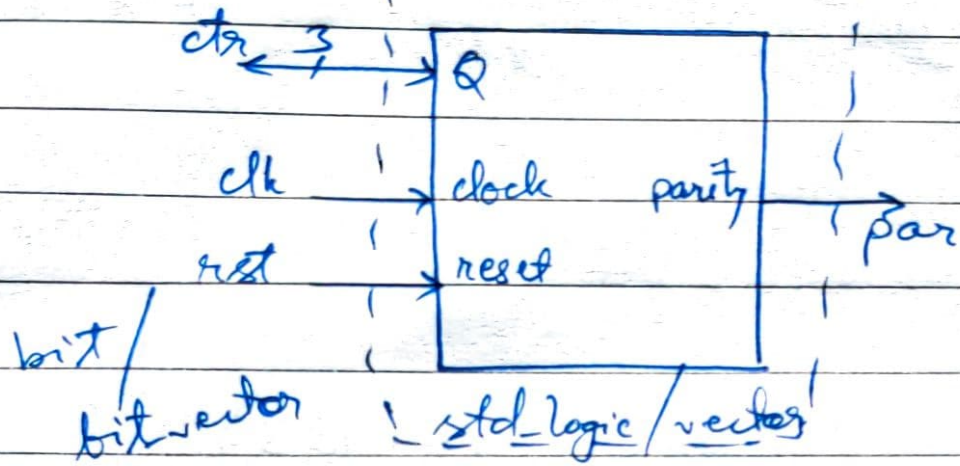 ctr 3 Q
clk clock parity
par
rst reset
bit/
bit_vector std_logic/vector